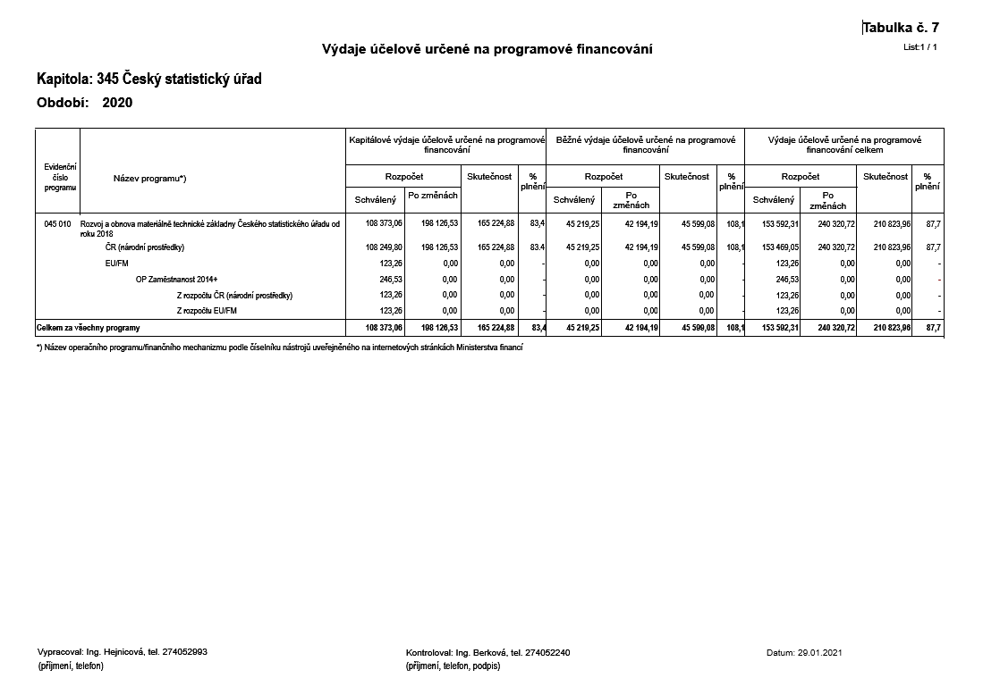 Tabulka č. 7
Výdaje účelově určené na programové financování
List:1 / 1
Kapitola: 345 Český statistický úřad
Období: 2020
Evidenční číslo programu
Název programu*)
Kapitálové výdaje účelově určené na programové financování
Běžné výdaje účelově určené na programové financování
Výdaje účelově určené na programové financování celkem
Rozpočet Skutečnost % plnění Rozpočet Skutečnost % plnění Rozpočet Skutečnost % plnění
Schválený Po změnách Schválený Po změnách Schválený Po změnách
045 010 Rozvoj a obnova materiálně technické základny Českého statistického úřadu od 108 373,06 198 126,53 165 224,88 83,4 45 219,25 42 194,19 45 599,08 108,1 153 592,31 240 320,72 210 823,96 87,7
roku 2018
ČR (národní prostředky) 108 249,80 198 126,53 165 224,88 83,4 45 219,25 42 194,19 45 599,08 108,1 153 469,05 240 320,72 210 823,96 87,7
EU/FM 123,26 0,00 0,00 - 0,00 0,00 0,00 - 123,26 0,00 0,00 -
OP Zaměstnanost 2014+ 246,53 0,00 0,00 - 0,00 0,00 0,00 - 246,53 0,00 0,00 -
Z rozpočtu ČR (národní prostředky) 123,26 0,00 0,00 - 0,00 0,00 0,00 - 123,26 0,00 0,00 -
Z rozpočtu EU/FM 123,26 0,00 0,00 - 0,00 0,00 0,00 - 123,26 0,00 0,00 -
Celkem za všechny programy 108 373,06 198 126,53 165 224,88 83,4 45 219,25 42 194,19 45 599,08 108,1 153 592,31 240 320,72 210 823,96 87,7
*) Název operačního programu/finančního mechanizmu podle číselníku nástrojů uveřejněného na internetových stránkách Ministerstva financí
Vypracoval: Ing. Hejnicová, tel. 274052993 Kontroloval: Ing. Berková, tel. 274052240 Datum: 29.01.2021
(příjmení, telefon) (příjmení, telefon, podpis)